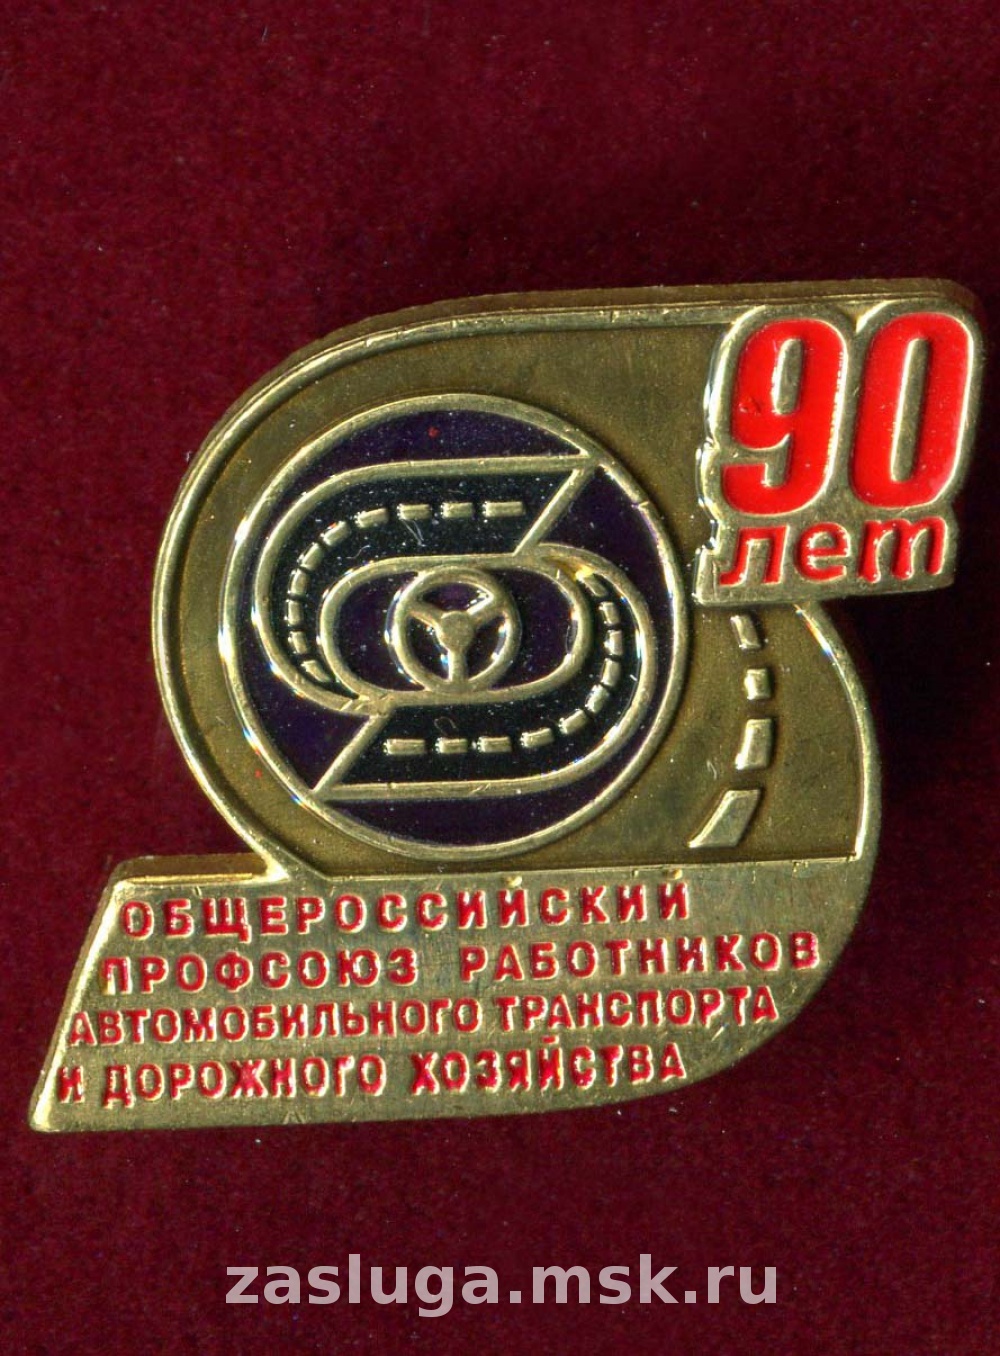 90
лет
ОБЩЕРОССИЙСКИЙ
ПРОФСОЮЗ РАБОТНИКОВ
АВТОМОБИЛЬНОГО ТРАНСПОРТА
И ДОРОЖНОГО ХОЗЯЙСТВА
zasluga.msk.ru